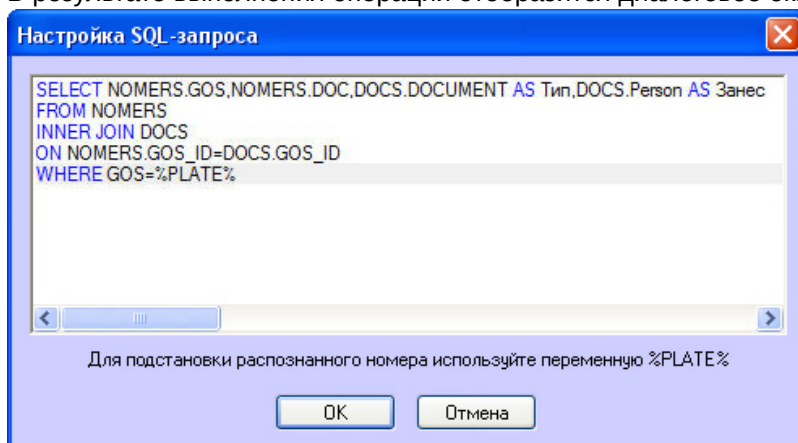 Настройка SQL-запроса
SELECT NOMERS.GOS,NOMERS.DOC,DOCS.DOCUMENT AS Тип,DOCS.Person AS Занес
FROM NOMERS
INNER JOIN DOCS
ON NOMERS.GOS_ID=DOCS.GOS_ID
WHERE GOS=%PLATE%
Для подстановки распознанного номера используйте переменную %PLATE%
OK Отмена